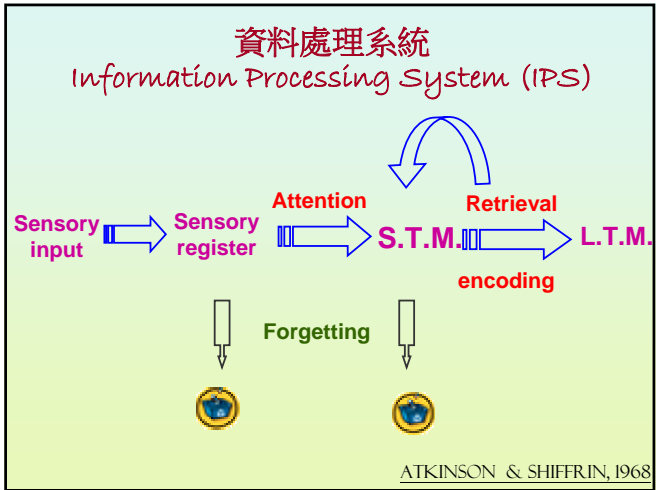 資料處理系統
Information Processing System (IPS)
Attention
Retrieval
Sensory
input
Sensory
register
S.T.M.
L.T.M.
encoding
Forgetting
ATKINSON & SHIFFRIN, 1968